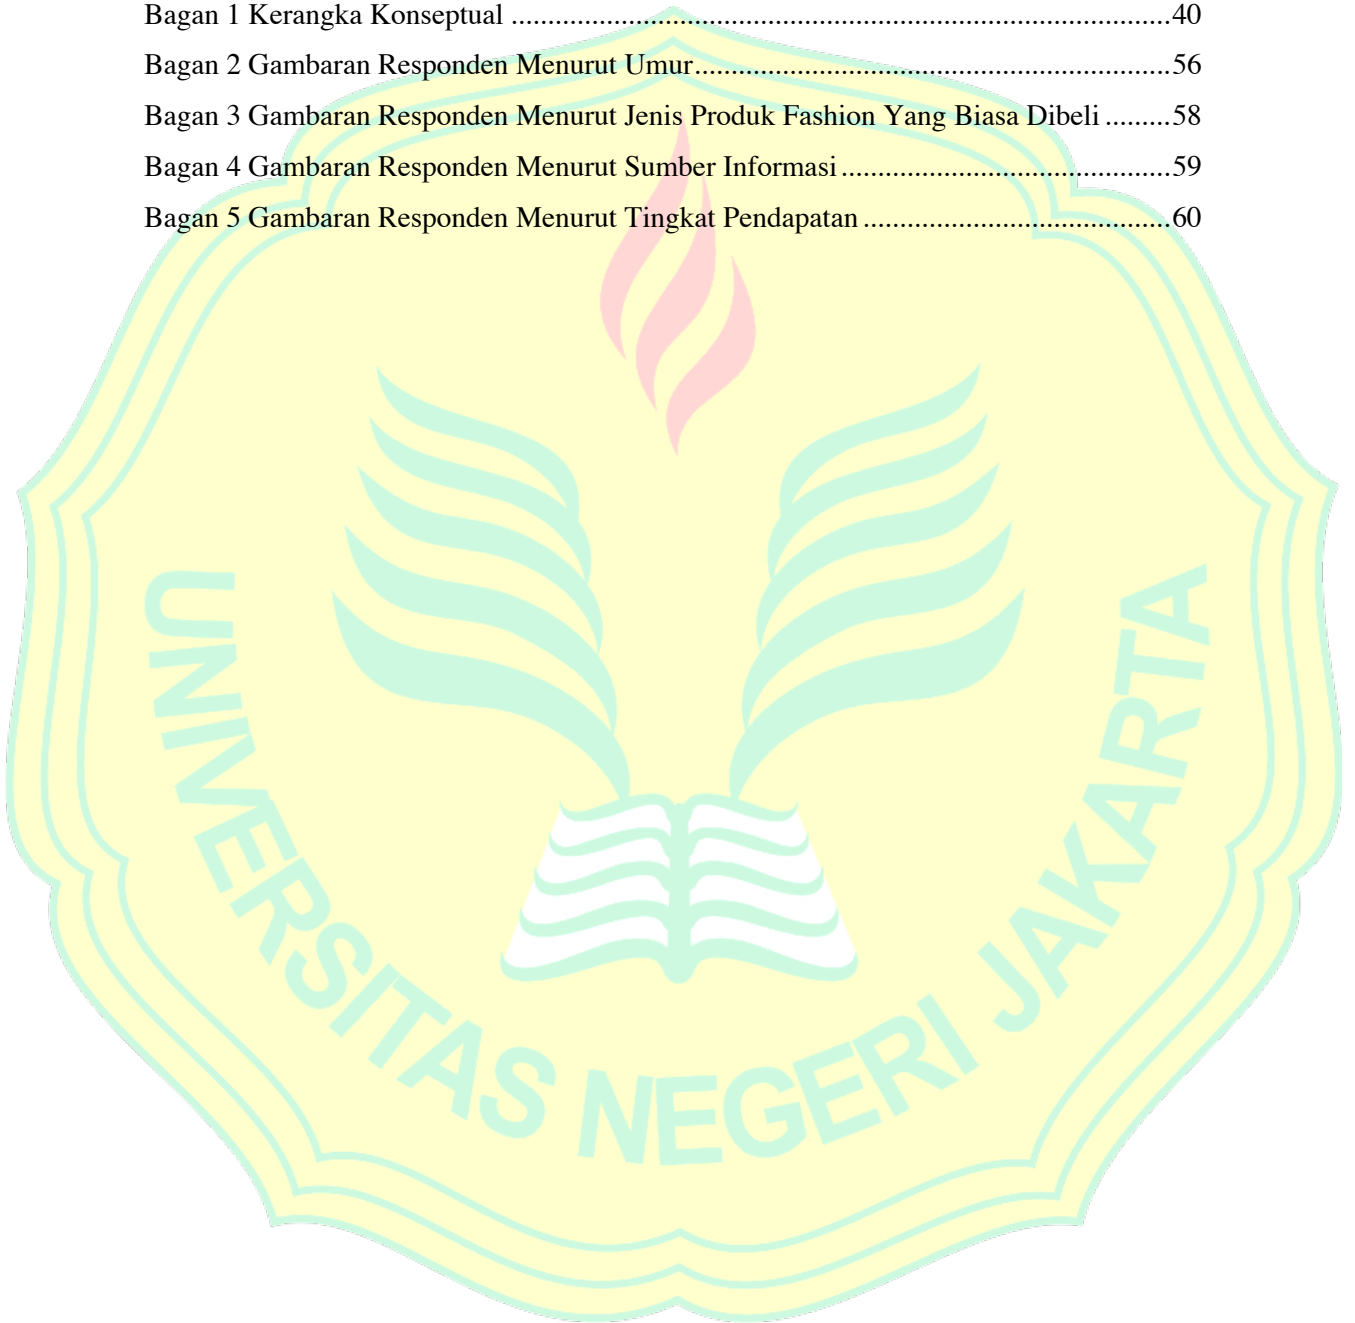 Bagan 1 Kerangka Konseptual ........................................................................................40
Bagan 2 Gambaran Responden Menurut Umur................................................................56
Bagan 3 Gambaran Responden Menurut Jenis Produk Fashion Yang Biasa Dibeli .........58
Bagan 4 Gambaran Responden Menurut Sumber Informasi............................................59
Bagan 5 Gambaran Responden Menurut Tingkat Pendapatan .........................................60
UNIVERSITAS NEGERI JAKARTA